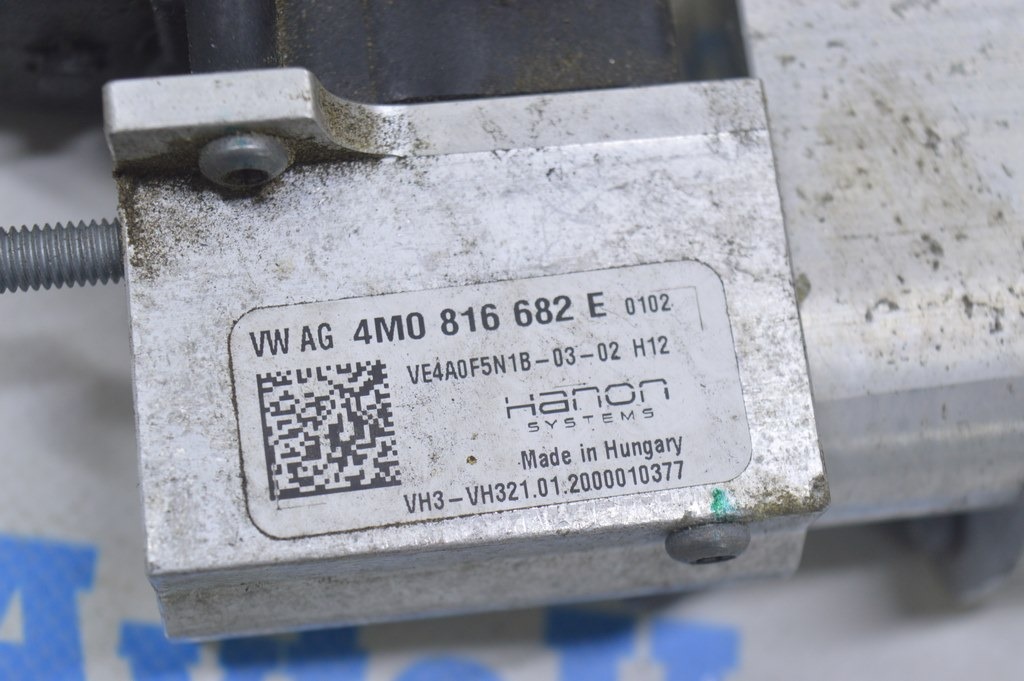 VW AG 4M0 816 682 E 0102
VE4A0F5N1B-03-02 H12
Hanon
SYSTEMS
Made in Hungary
VH3-VH321.01.2000010377